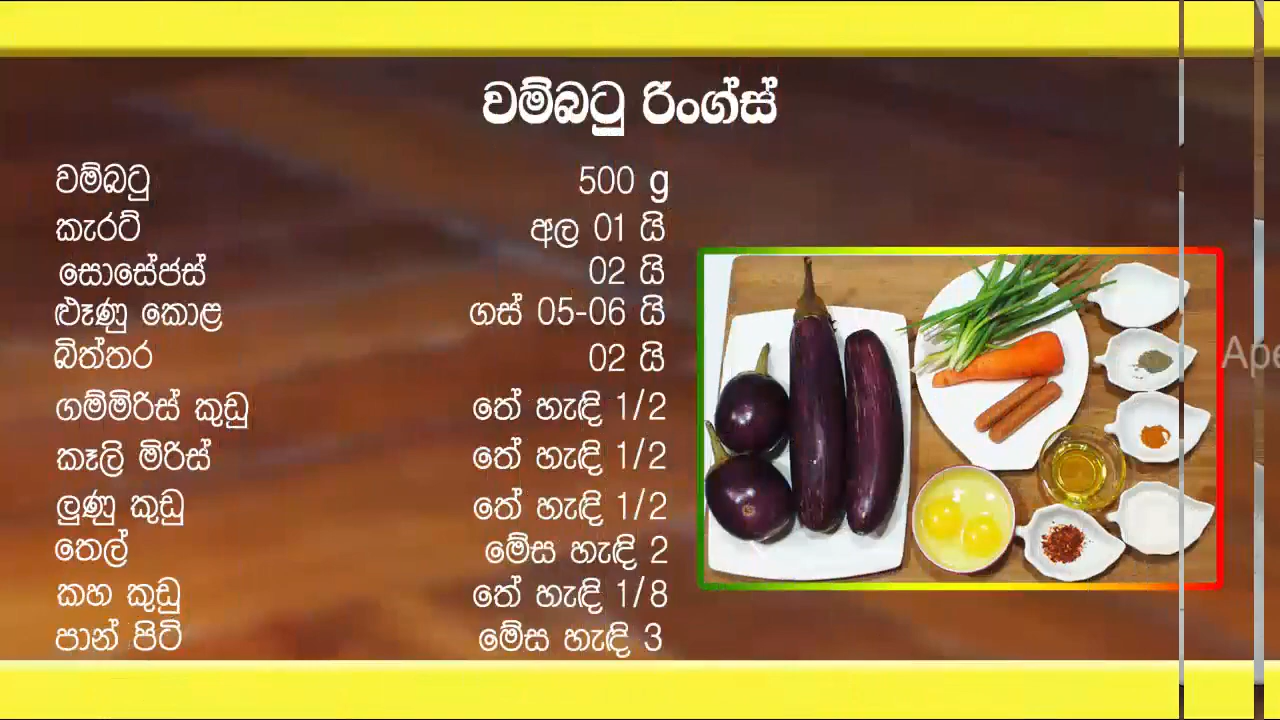 වම්බටු රිංග්ස්
වම්බටු 500 g
කැරට් අල 01 යි
සොසේජස් 02 යි
ළූණු කොළ ගස් 05-06 යි
බිත්තර 02 යි
ගම්මිරිස් කුඩු තේ හැඳි 1/2
කෑලි මිරිස් තේ හැඳි 1/2
ලුණු කුඩු තේ හැඳි 1/2
තෙල් මේස හැඳි 2
කහ කුඩු තේ හැඳි 1/8
පාන් පිටි මේස හැඳි 3